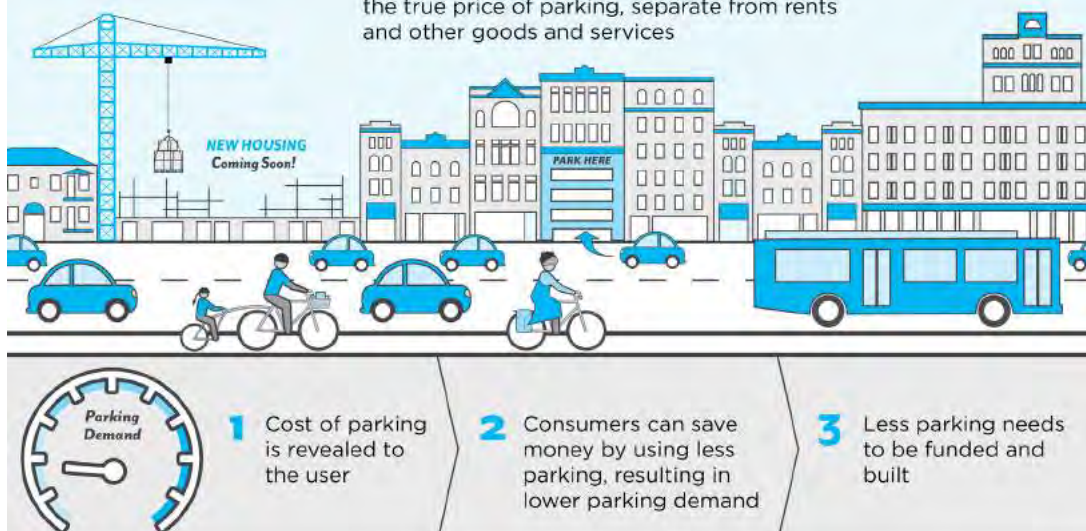 the true price of parking, separate from rents
and other goods and services
NEW HOUSING
Coming Soon!
PARK HERE
Parking
Demand
1 Cost of parking
is revealed to
the user
2 Consumers can save
money by using less
parking, resulting in
lower parking demand
3 Less parking needs
to be funded and
built